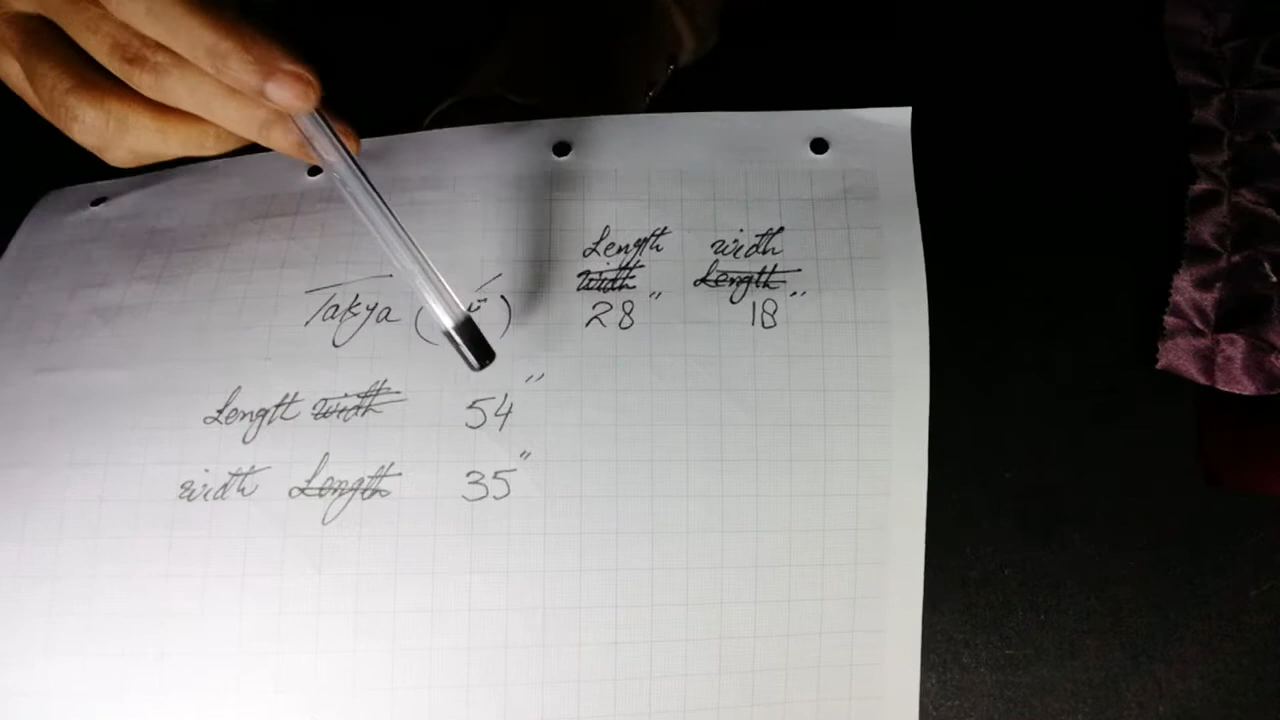 Length width
~~width~~ ~~Length~~
Takya ( ) 28" 18"
Length ~~width~~ 54"
width ~~Length~~ 35"